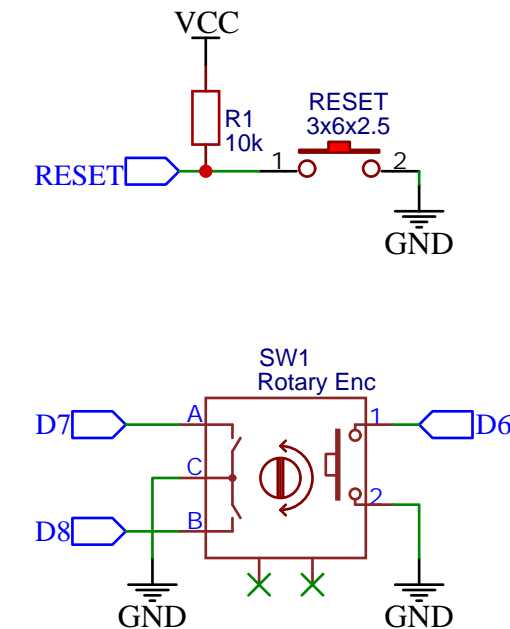 VCC
R1
10k
RESET
3x6x2.5
RESET
1
2
GND
SW1
Rotary Enc
D7
A
1
D6
C
D8
B
2
GND
GND